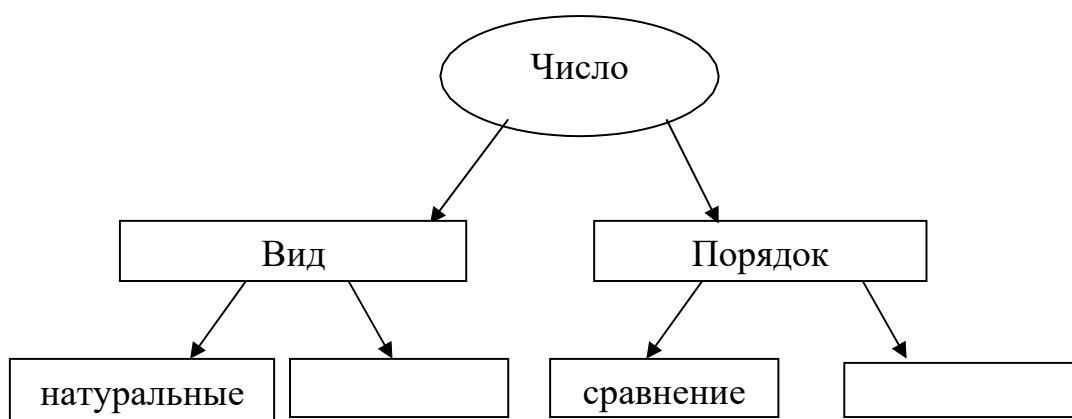 Число
Вид
Порядок
натуральные
сравнение